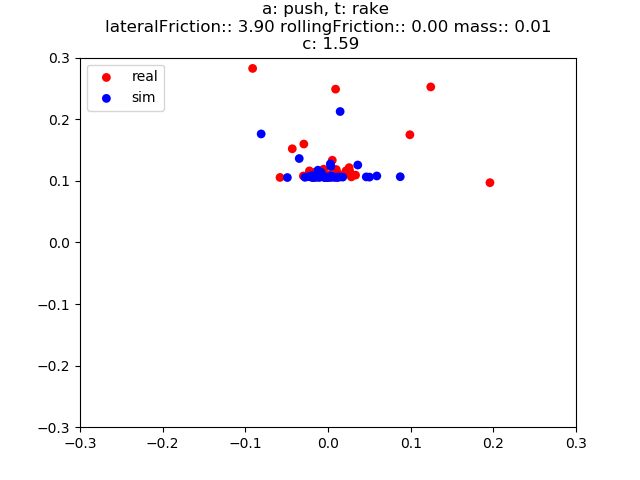 a: push, t: rake
lateralFriction:: 3.90 rollingFriction:: 0.00 mass:: 0.01
c: 1.59
real
sim
0.3
0.2
0.1
0.0
−0.1
−0.2
−0.3
−0.3
−0.2
−0.1
0.0
0.1
0.2
0.3